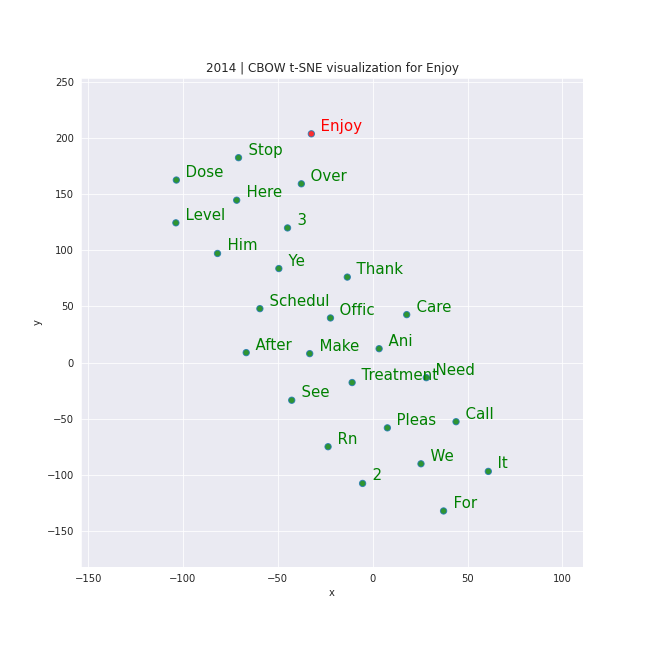 2014 | CBOW t-SNE visualization for Enjoy
250
200
150
100
50
0
−50
−100
−150
y
Enjoy
Stop
Dose
Over
Here
Level
3
Him
Ye
Thank
Schedul
Offic
Care
After
Make
Ani
Treatment
Need
See
Pleas
Call
Rn
We
It
2
For
−150
−100
−50
0
50
100
x